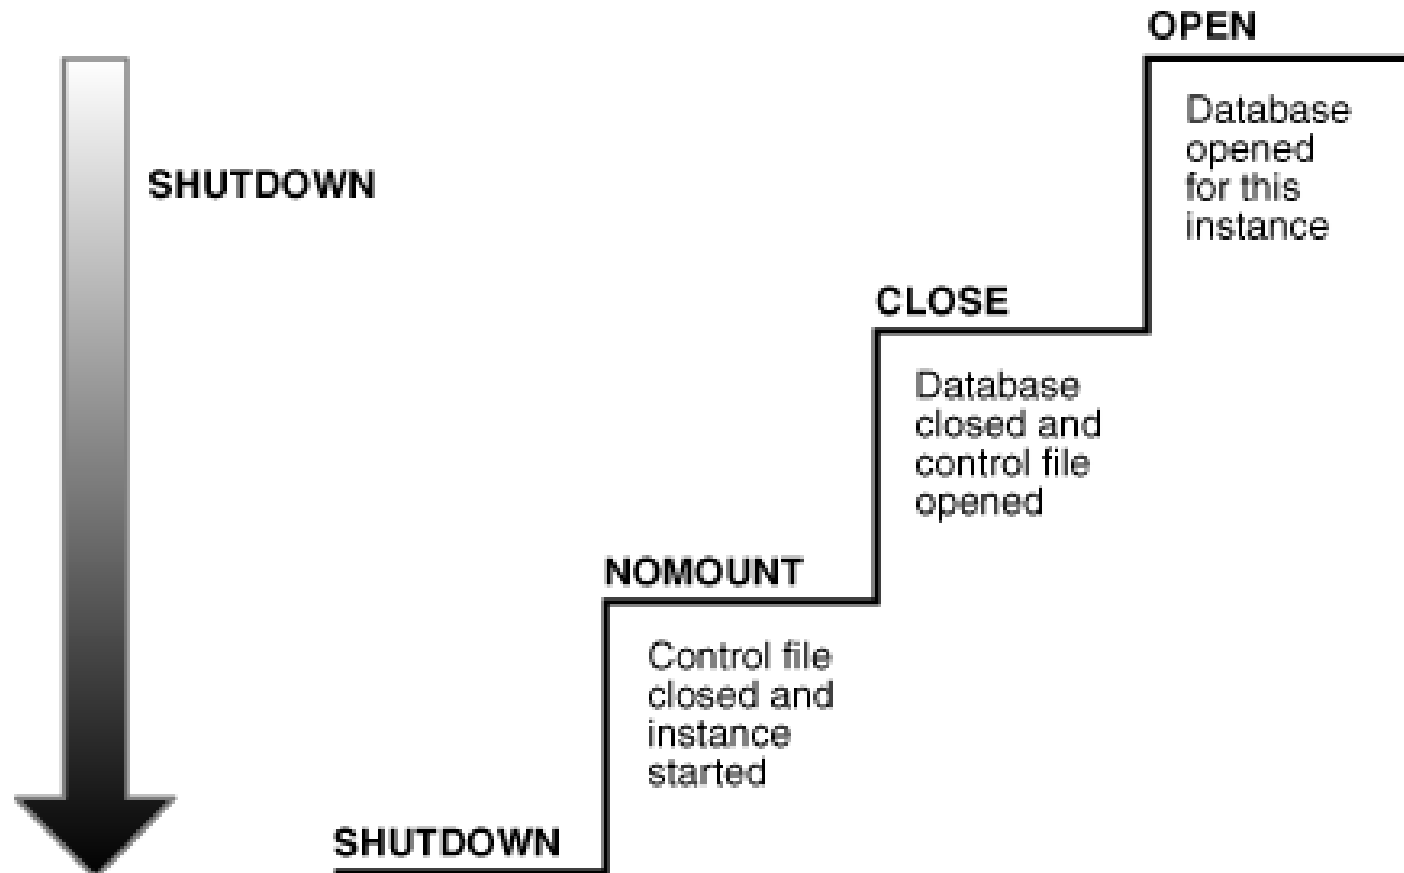 OPEN
Database
opened
for this
instance
SHUTDOWN
CLOSE
Database
closed and
control file
opened
NOMOUNT
Control file
closed and
instance
started
SHUTDOWN